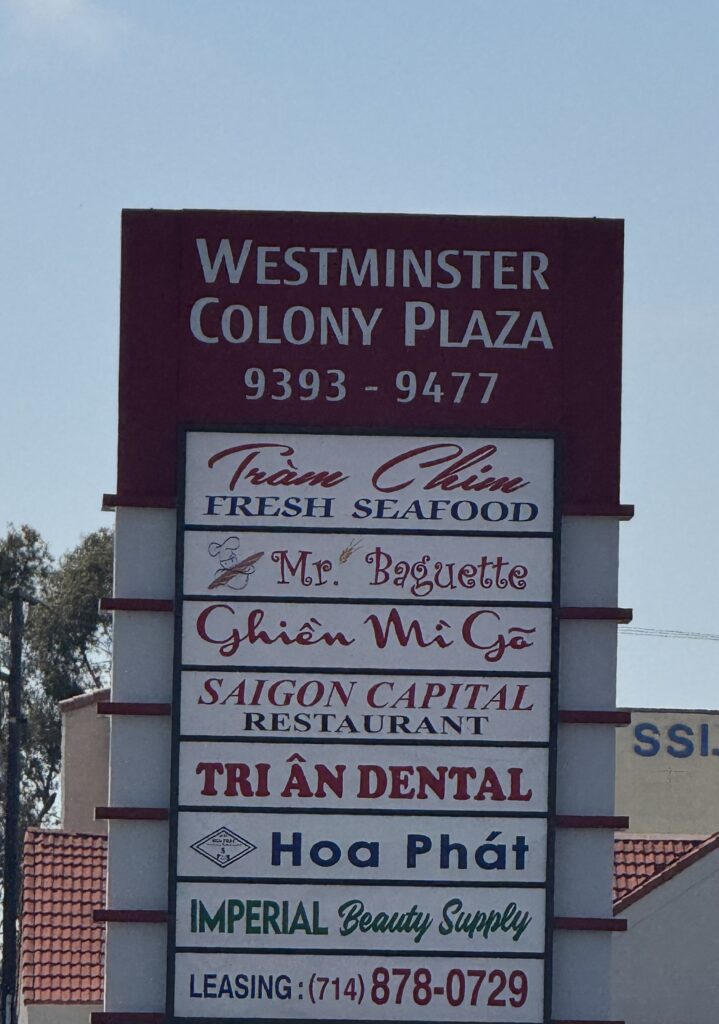 WESTMINSTER
COLONY PLAZA
9393 - 9477
Tràm Chim
FRESH SEAFOOD
Mr. Baguette
Ghiền Mì Gõ
SAIGON CAPITAL
RESTAURANT
TRI ÂN DENTAL
Hoa Phát
IMPERIAL Beauty Supply
LEASING: (714) 878-0729